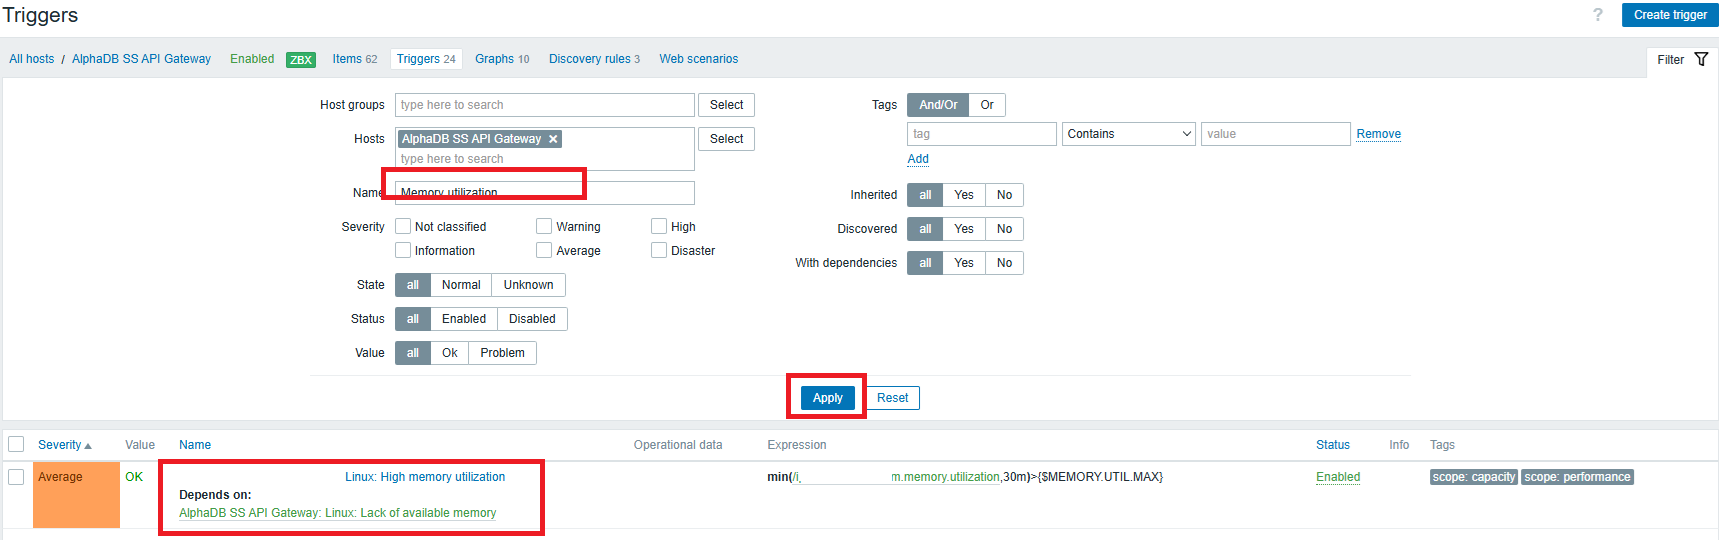 Triggers
? Create trigger
All hosts / AlphaDB SS API Gateway Enabled ZBX Items 62 Triggers 24 Graphs 10 Discovery rules 3 Web scenarios Filter
Host groups type here to search Select Tags And/Or Or
Hosts AlphaDB SS API Gateway × Select tag Contains value Remove
type here to search Add
Name Memory utilization Inherited all Yes No
Severity Not classified Warning High Discovered all Yes No
Information Average Disaster
With dependencies all Yes No
State all Normal Unknown
Status all Enabled Disabled
Value all Ok Problem
Apply Reset
Severity Value Name Operational data Expression Status Info Tags
Average OK Linux: High memory utilization min(/ m.memory.utilization,30m)>{$MEMORY.UTIL.MAX} Enabled scope: capacity scope: performance
Depends on:
AlphaDB SS API Gateway: Linux: Lack of available memory